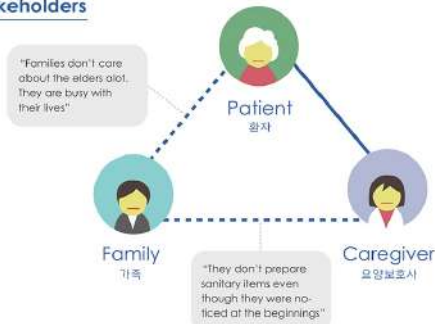 keholders
"Families don't care
about the elders alot.
They are busy with
their lives"
Patient
환자
Family
가족
Caregiver
요양보호사
"They don't prepare
sanitary items even
though they were no-
ticed at the beginnings"